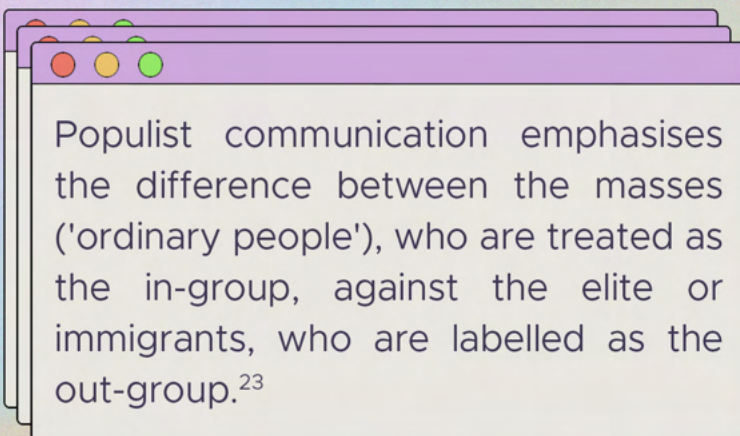 Populist communication emphasises
the difference between the masses
('ordinary people'), who are treated as
the in-group, against the elite or
immigrants, who are labelled as the
out-group.²³